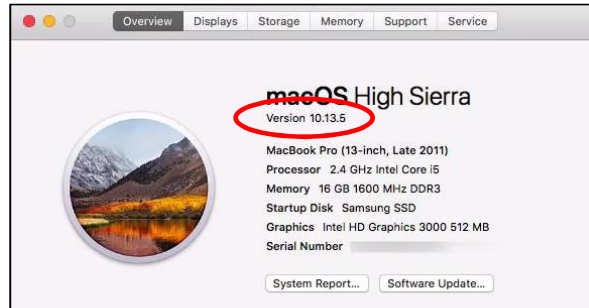 Overview Displays Storage Memory Support Service
macOS High Sierra
Version 10.13.5
MacBook Pro (13-inch, Late 2011)
Processor 2.4 GHz Intel Core i5
Memory 16 GB 1600 MHz DDR3
Startup Disk Samsung SSD
Graphics Intel HD Graphics 3000 512 MB
Serial Number
System Report... Software Update...